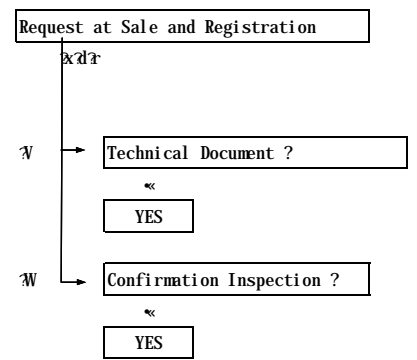 Request at Sale and Registration
Technical Document ?
YES
Confirmation Inspection ?
YES